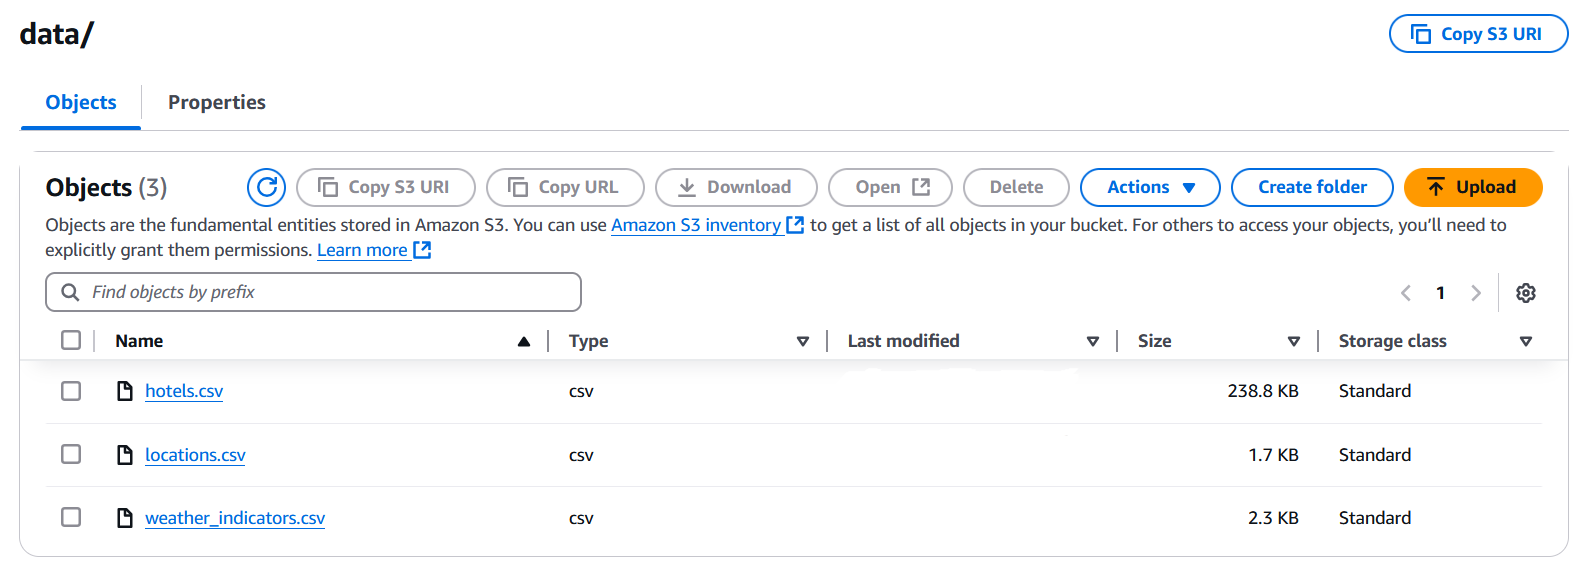 data/
Copy S3 URI
Objects
Properties
Objects (3)
Copy S3 URI
Copy URL
Download
Open
Delete
Actions
Create folder
Upload
Objects are the fundamental entities stored in Amazon S3. You can use Amazon S3 inventory to get a list of all objects in your bucket. For others to access your objects, you’ll need to
explicitly grant them permissions. Learn more
Find objects by prefix
1
Name Type Last modified Size Storage class
hotels.csv csv 238.8 KB Standard
locations.csv csv 1.7 KB Standard
weather_indicators.csv csv 2.3 KB Standard